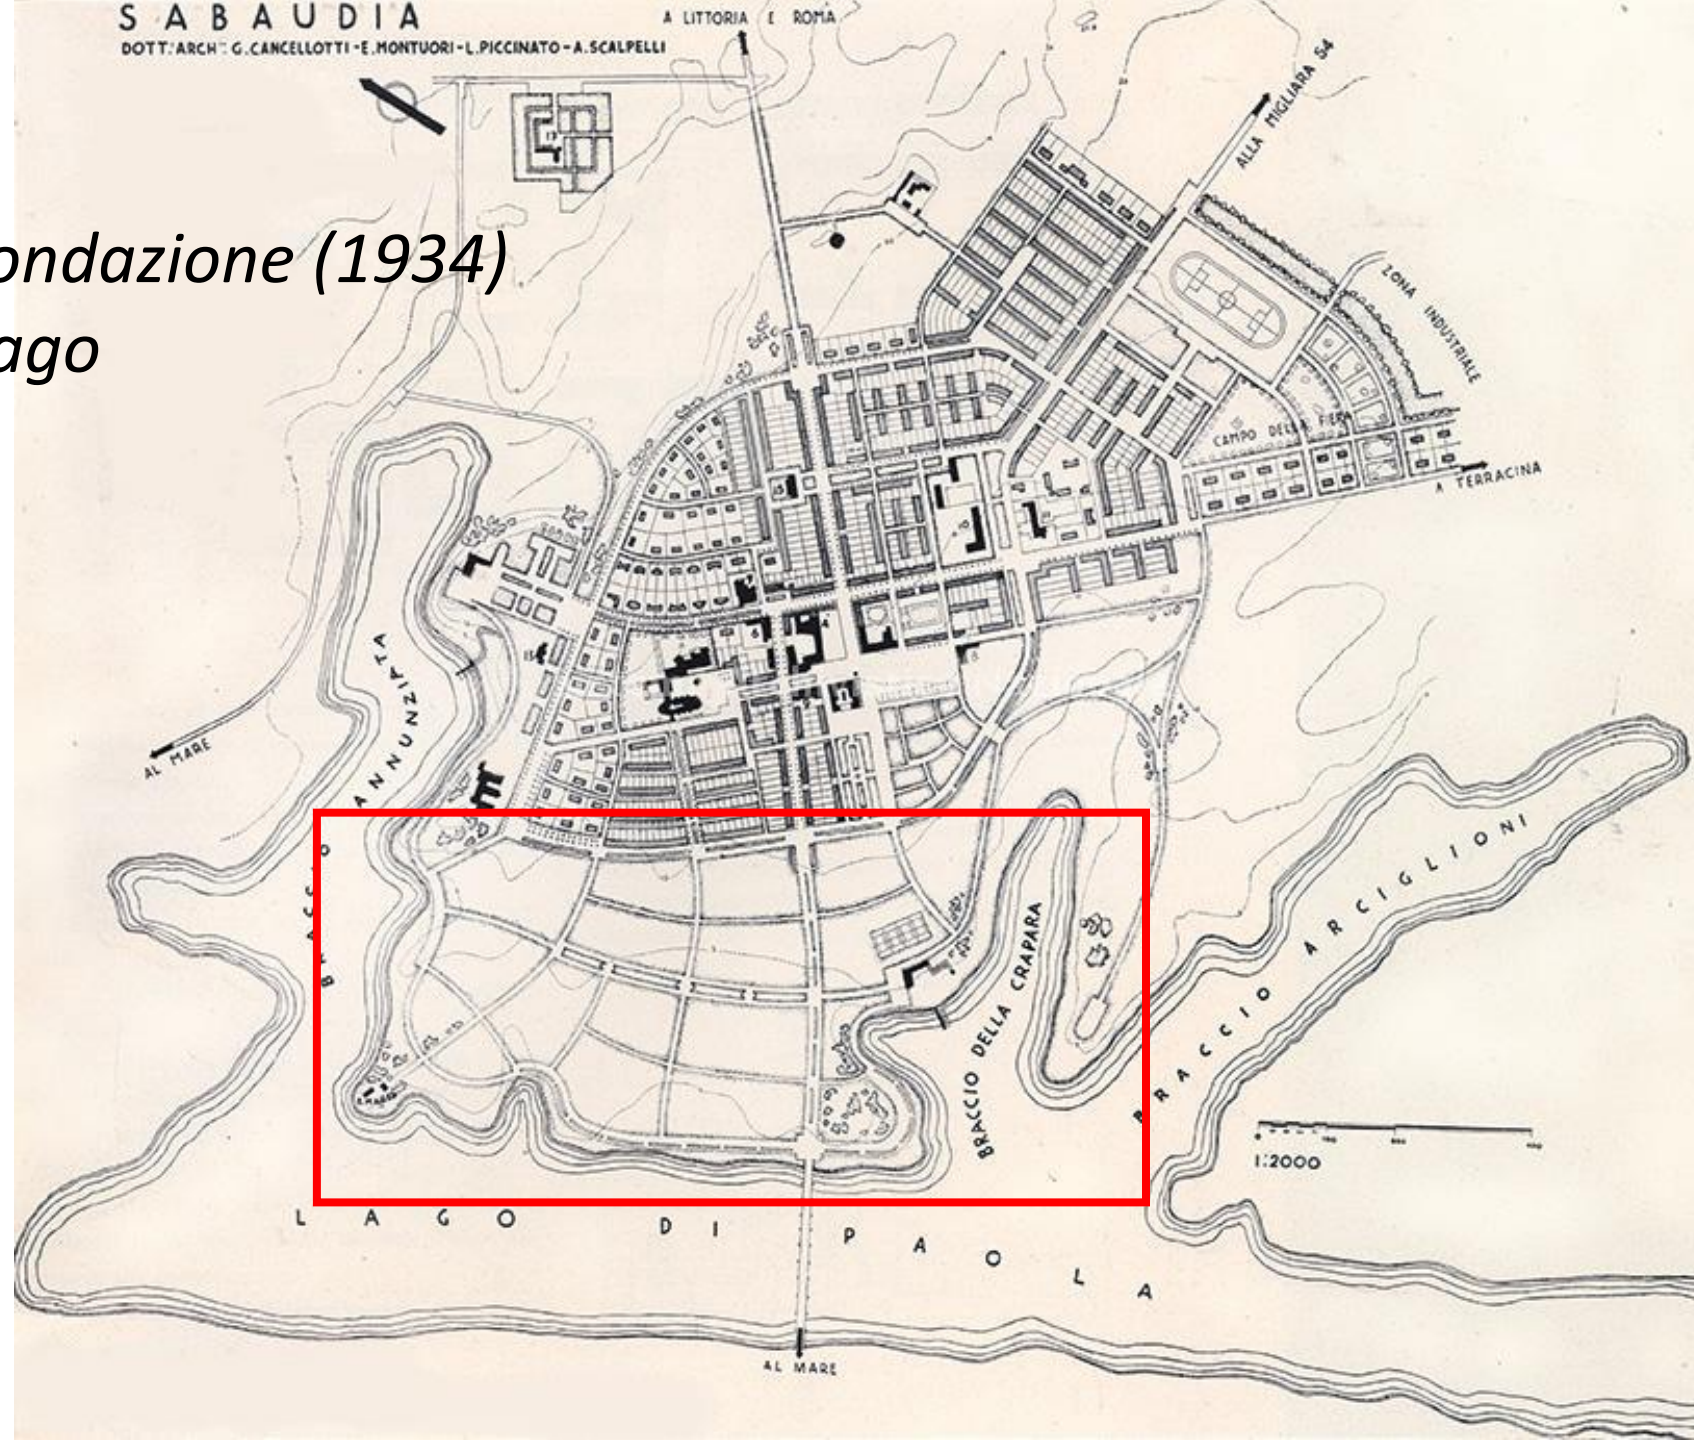 SABAUDIA
DOTT. ARCH. G. CANCELLOTTI - E. MONTUORI - L. PICCINATO - A. SCALPELLI
A LITTORIA E ROMA
ALLA MIGLIARA 54
ondazione (1934)
ago
ZONA INDUSTRIALE
CAMPO DELLA FIERA
A TERRACINA
AL MARE
BRACCIO ANNUNZIATA
BRACCIO DELLA CRAPARA
BRACCIO ARCIGLIONI
1:2000
LAGO DI PAOLA
AL MARE